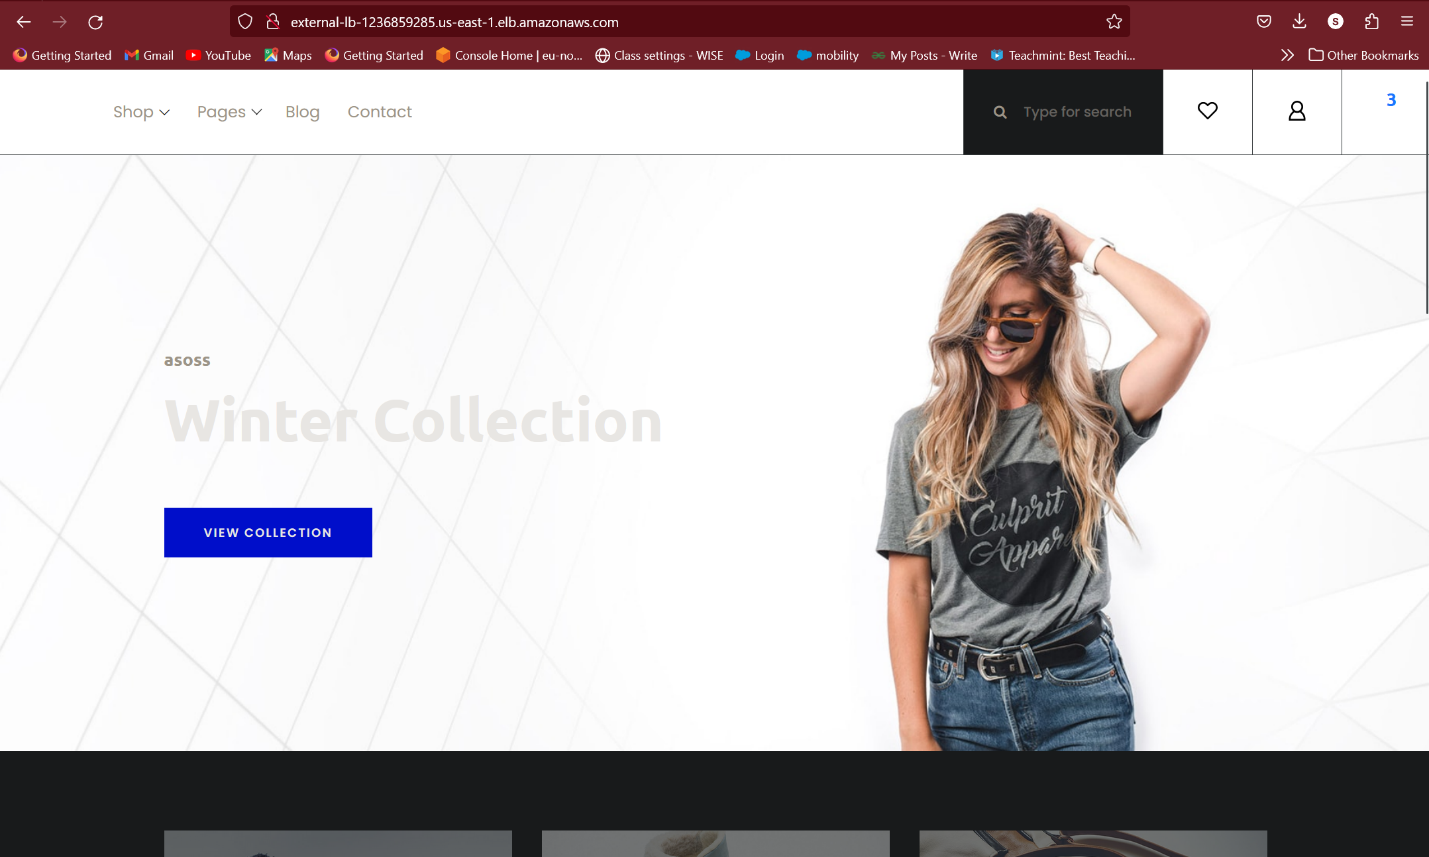 external-lb-1236859285.us-east-1.elb.amazonaws.com
S
Getting Started Gmail YouTube Maps Getting Started Console Home | eu-no... Class settings - WISE Login mobility My Posts - Write Teachmint: Best Teachi... Other Bookmarks
Shop Pages Blog Contact Type for search 3
asoss
Winter Collection
VIEW COLLECTION
Culprit
Appare